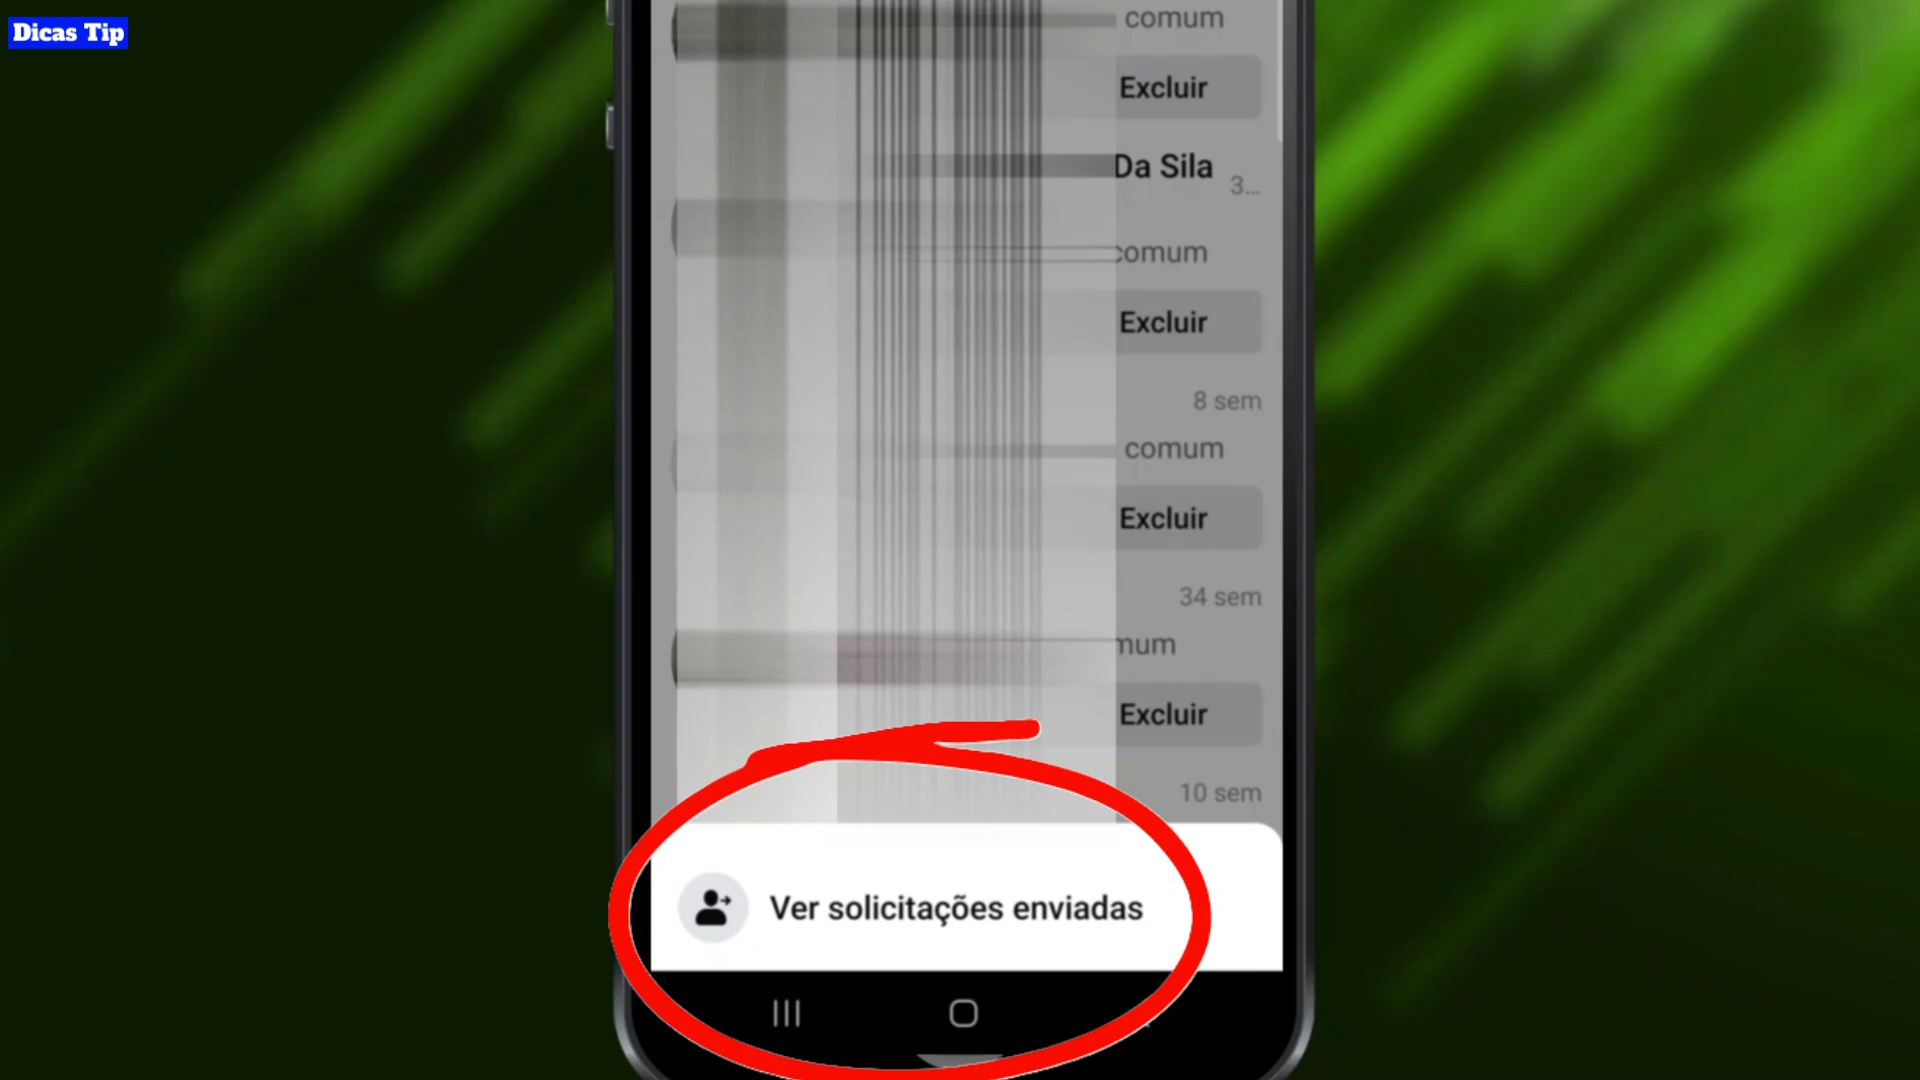 Dicas Tip
comum
Excluir
Da Sila
3...
comum
Excluir
8 sem
comum
Excluir
34 sem
mum
Excluir
10 sem
Ver solicitações enviadas